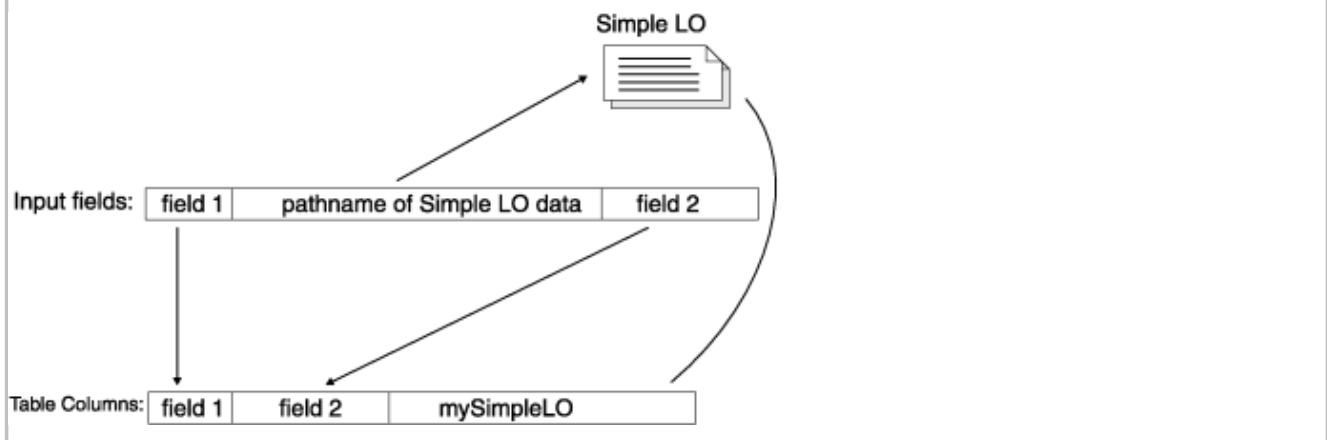 Simple LO
Input fields: field 1 pathname of Simple LO data field 2
Table Columns: field 1 field 2 mySimpleLO